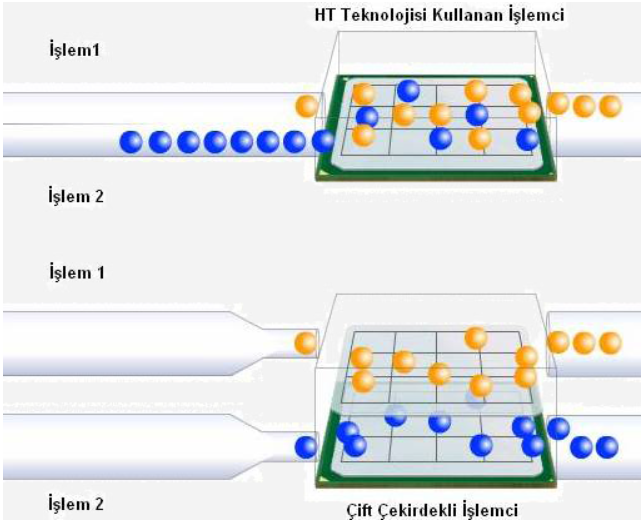 HT Teknolojisi Kullanan İşlemci
İşlem1
İşlem 2
İşlem 1
İşlem 2
Çift Çekirdekli İşlemci